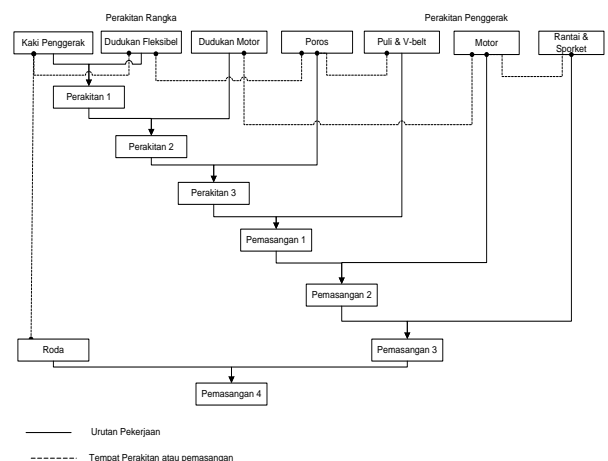 Perakitan Rangka
Perakitan Penggerak
Kaki Penggerak
Dudukan Fleksibel
Dudukan Motor
Poros
Puli & V-belt
Motor
Rantai &
Sporket
Perakitan 1
Perakitan 2
Perakitan 3
Pemasangan 1
Pemasangan 2
Roda
Pemasangan 3
Pemasangan 4
Urutan Pekerjaan
Tempat Perakitan atau pemasangan